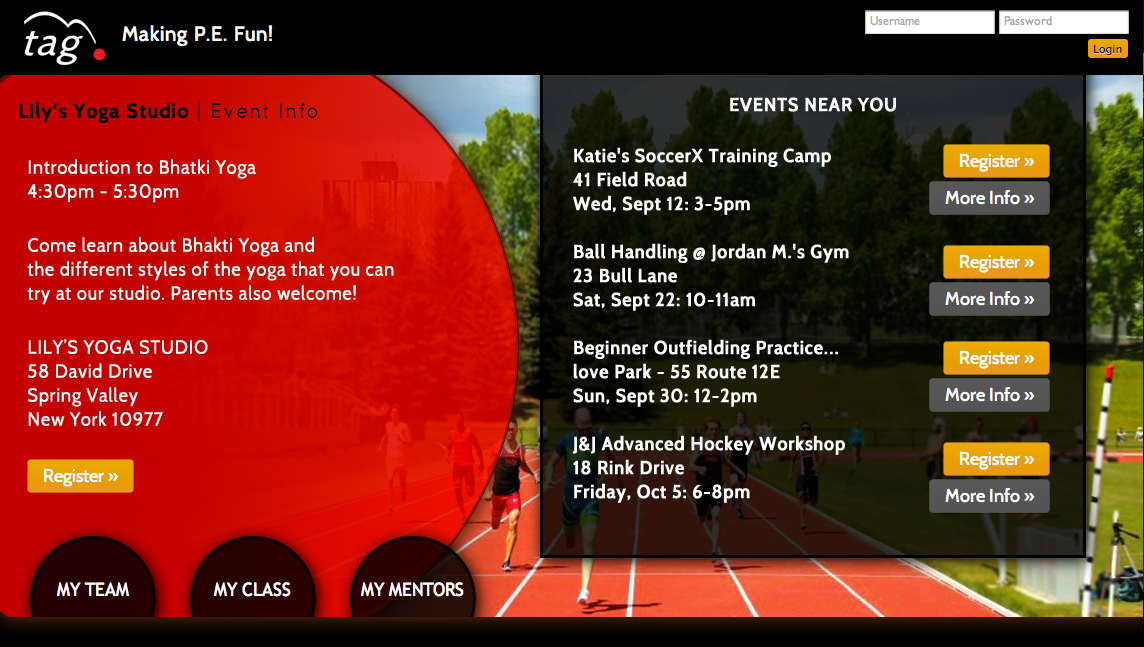 tag
Making P.E. Fun!
Username
Password
Login
Lily's Yoga Studio | Event Info
Introduction to Bhatki Yoga
4:30pm - 5:30pm
Come learn about Bhakti Yoga and
the different styles of the yoga that you can
try at our studio. Parents also welcome!
LILY'S YOGA STUDIO
58 David Drive
Spring Valley
New York 10977
Register »
MY TEAM
MY CLASS
MY MENTORS
EVENTS NEAR YOU
Katie's SoccerX Training Camp
41 Field Road
Wed, Sept 12: 3-5pm
Register »
More Info »
Ball Handling @ Jordan M.'s Gym
23 Bull Lane
Sat, Sept 22: 10-11am
Register »
More Info »
Beginner Outfielding Practice...
love Park - 55 Route 12E
Sun, Sept 30: 12-2pm
Register »
More Info »
J&J Advanced Hockey Workshop
18 Rink Drive
Friday, Oct 5: 6-8pm
Register »
More Info »